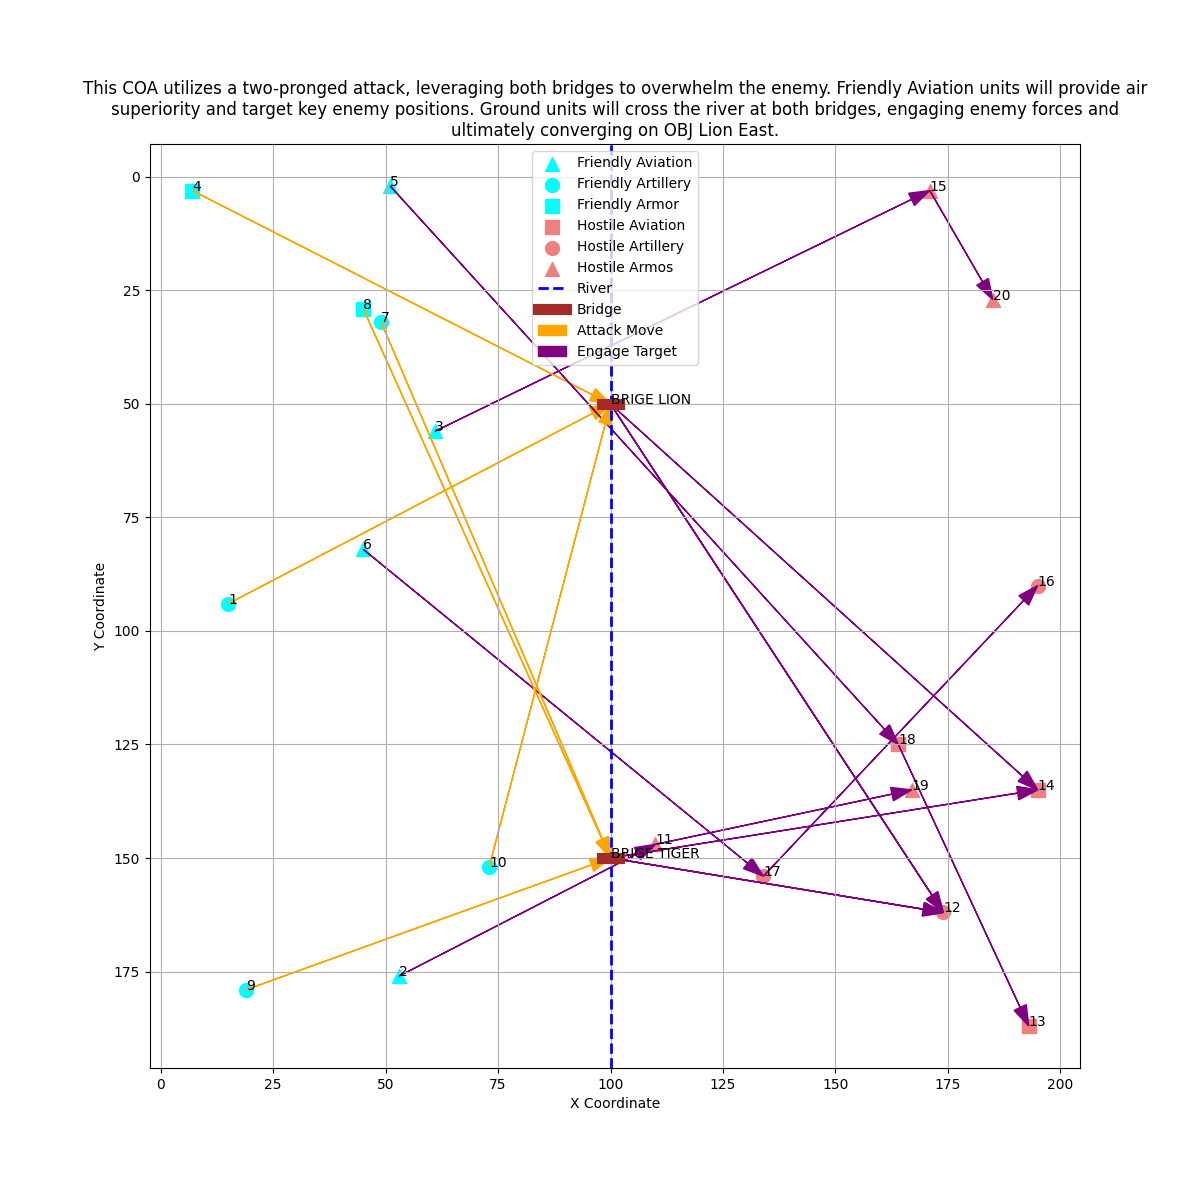 This COA utilizes a two-pronged attack, leveraging both bridges to overwhelm the enemy. Friendly Aviation units will provide air
superiority and target key enemy positions. Ground units will cross the river at both bridges, engaging enemy forces and
ultimately converging on OBJ Lion East.
Friendly Aviation
Friendly Artillery
Friendly Armor
Hostile Aviation
Hostile Artillery
Hostile Armos
River
Bridge
Attack Move
Engage Target
4
5
15
20
8
7
BRIGE LION
3
6
16
1
18
19
14
11
BRIGE TIGER
10
17
12
2
9
13
0
25
50
75
100
125
150
175
Y Coordinate
0
25
50
75
100
125
150
175
200
X Coordinate